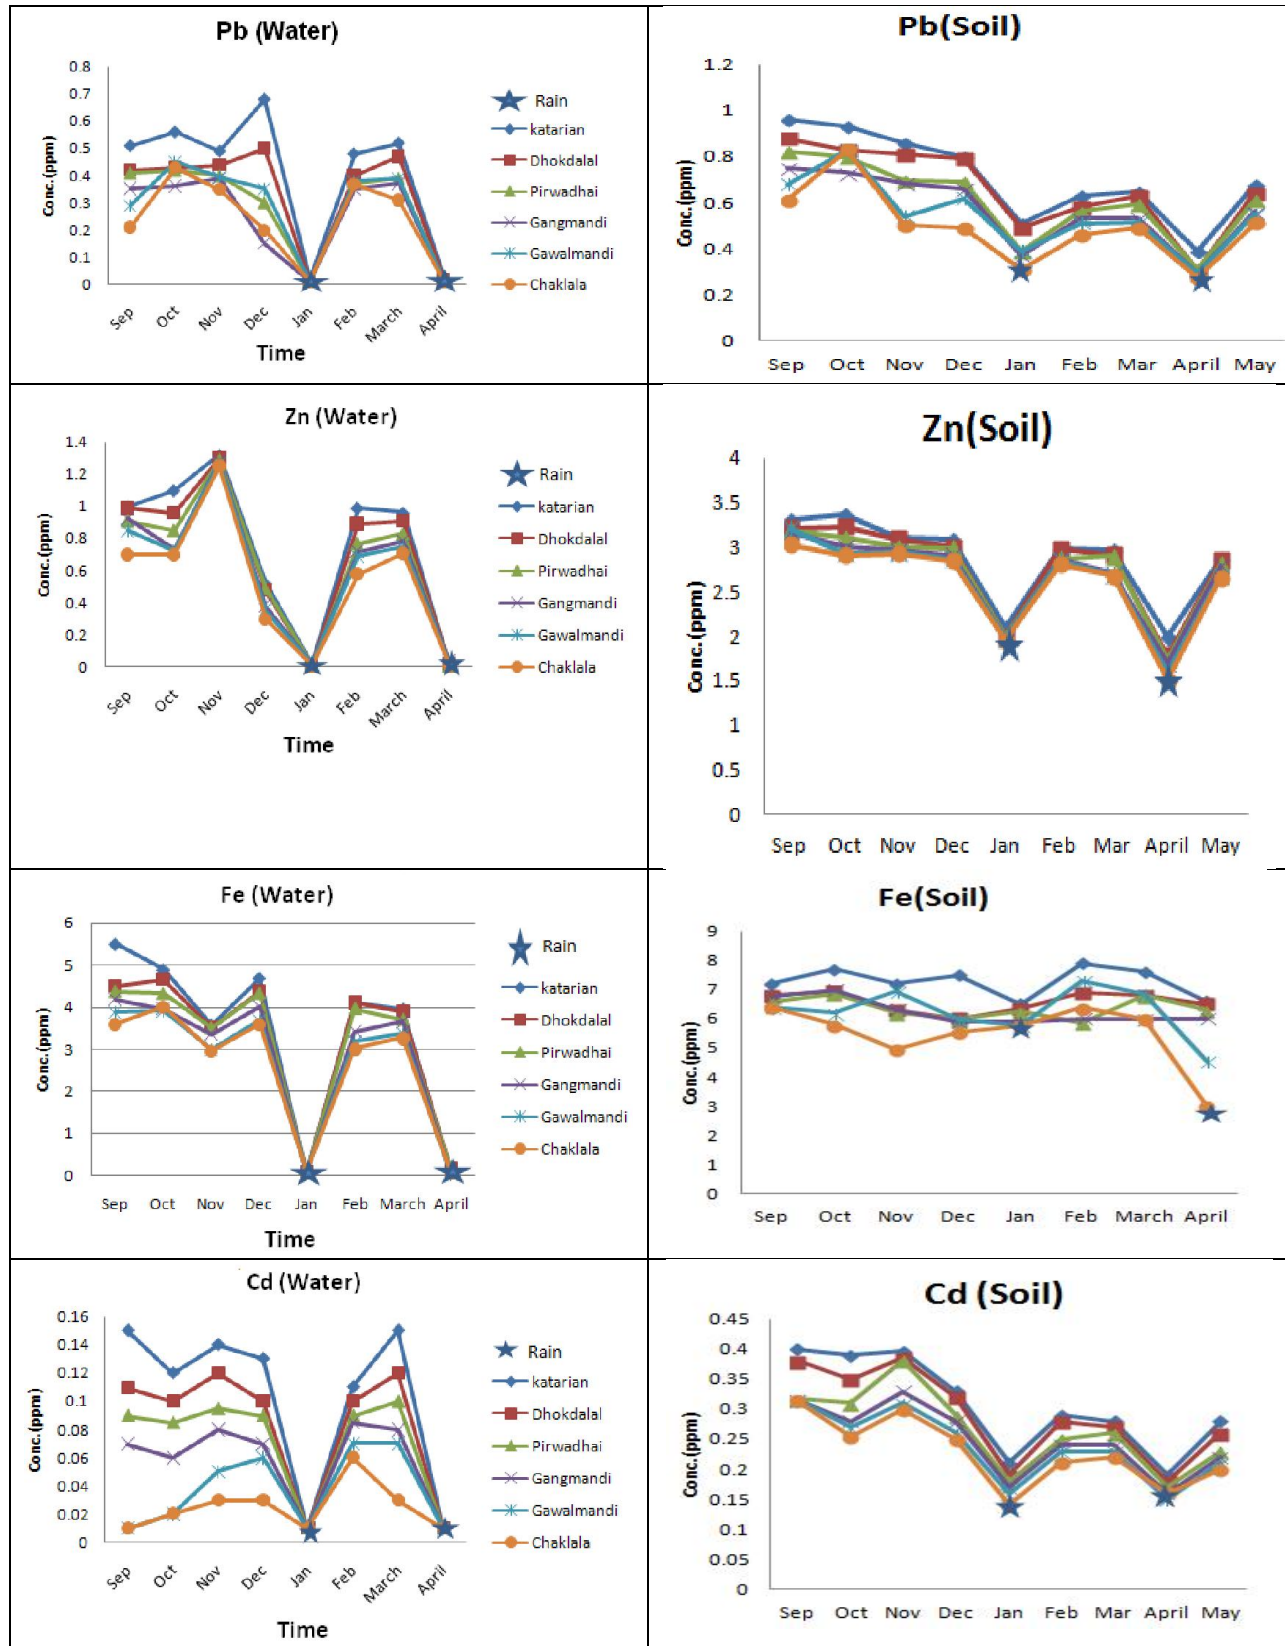 Pb (Water)
0.8
0.7
0.6
0.5
0.4
0.3
0.2
0.1
0
Conc.(ppm)
Sep Oct Nov Dec Jan Feb March April
Time
Rain
katarian
Dhokdalal
Pirwadhai
Gangmandi
Gawalmandi
Chaklala
Pb(Soil)
1.2
1
0.8
0.6
0.4
0.2
0
Conc.(ppm)
Sep Oct Nov Dec Jan Feb Mar April May
Zn (Water)
1.4
1.2
1
0.8
0.6
0.4
0.2
0
Conc.(ppm)
Sep Oct Nov Dec Jan Feb March April
Time
Rain
katarian
Dhokdalal
Pirwadhai
Gangmandi
Gawalmandi
Chaklala
Zn(Soil)
4
3.5
3
2.5
2
1.5
1
0.5
0
Conc.(ppm)
Sep Oct Nov Dec Jan Feb Mar April May
Fe (Water)
6
5
4
3
2
1
0
Conc.(ppm)
Sep Oct Nov Dec Jan Feb March April
Time
Rain
katarian
Dhokdalal
Pirwadhai
Gangmandi
Gawalmandi
Chaklala
Fe(Soil)
9
8
7
6
5
4
3
2
1
0
Conc.(ppm)
Sep Oct Nov Dec Jan Feb March April
Cd (Water)
0.16
0.14
0.12
0.1
0.08
0.06
0.04
0.02
0
Conc.(ppm)
Sep Oct Nov Dec Jan Feb March April
Time
Rain
katarian
Dhokdalal
Pirwadhai
Gangmandi
Gawalmandi
Chaklala
Cd (Soil)
0.45
0.4
0.35
0.3
0.25
0.2
0.15
0.1
0.05
0
Conc.(ppm)
Sep Oct Nov Dec Jan Feb Mar April May